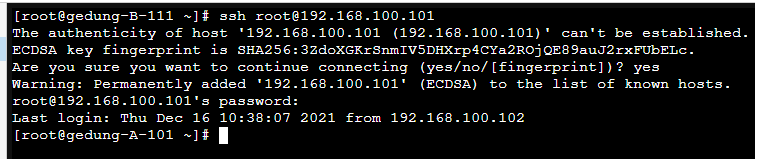 [root@gedung-B-111 ~]# ssh root@192.168.100.101
The authenticity of host '192.168.100.101 (192.168.100.101)' can't be established.
ECDSA key fingerprint is SHA256:3ZdoXGKrSnmIV5DHXrp4CYa2ROjQE89auJ2rxFUbELc.
Are you sure you want to continue connecting (yes/no/[fingerprint])? yes
Warning: Permanently added '192.168.100.101' (ECDSA) to the list of known hosts.
root@192.168.100.101's password:
Last login: Thu Dec 16 10:38:07 2021 from 192.168.100.102
[root@gedung-A-101 ~]#